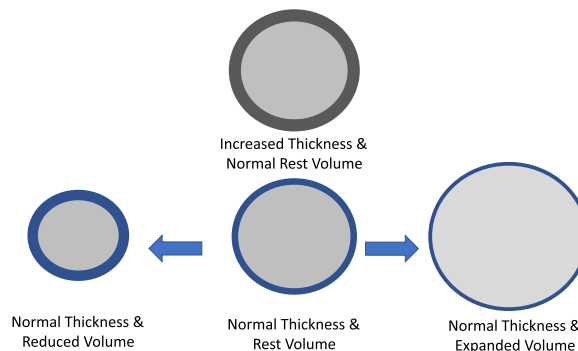 Increased Thickness &
Normal Rest Volume
Normal Thickness &
Reduced Volume
Normal Thickness &
Rest Volume
Normal Thickness &
Expanded Volume